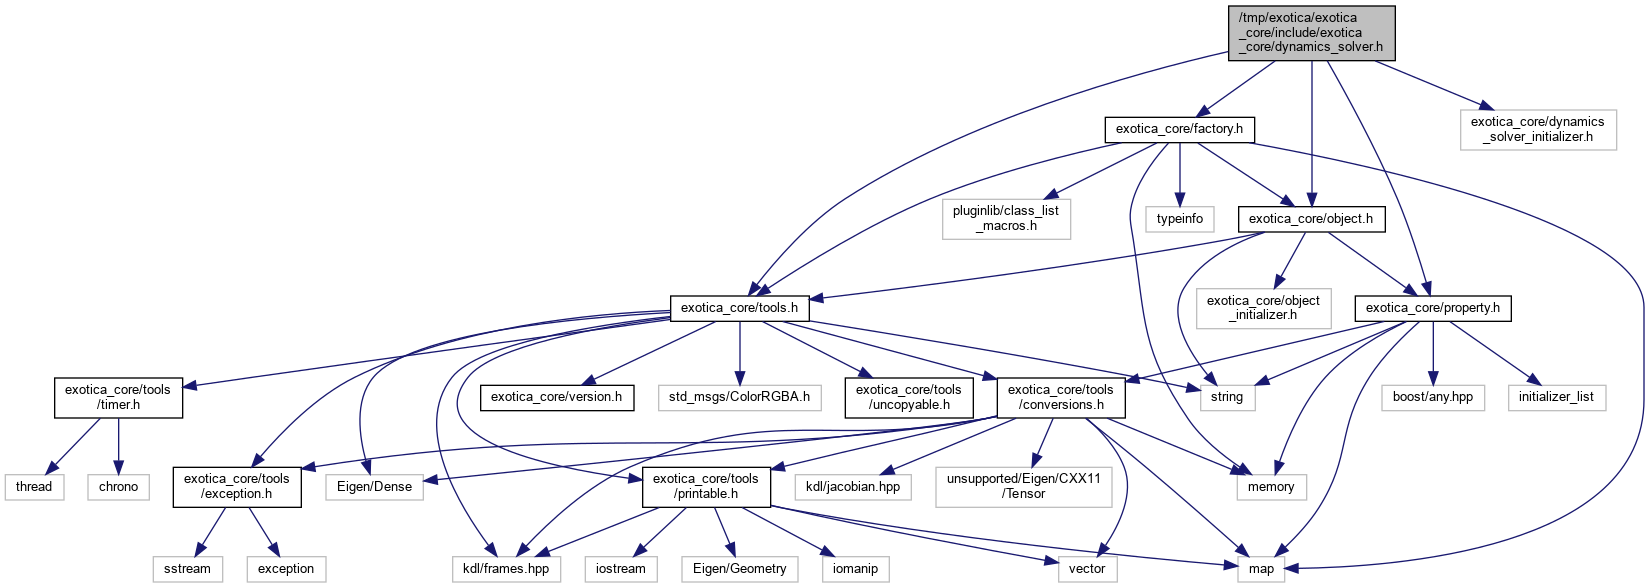 /tmp/exotica/exotica
_core/include/exotica
_core/dynamics_solver.h
exotica_core/factory.h
exotica_core/dynamics
_solver_initializer.h
pluginlib/class_list
_macros.h
typeinfo
exotica_core/object.h
exotica_core/tools.h
exotica_core/object
_initializer.h
exotica_core/property.h
exotica_core/tools
/timer.h
exotica_core/version.h
std_msgs/ColorRGBA.h
exotica_core/tools
/uncopyable.h
exotica_core/tools
/conversions.h
string
boost/any.hpp
initializer_list
thread
chrono
exotica_core/tools
/exception.h
Eigen/Dense
exotica_core/tools
/printable.h
kdl/jacobian.hpp
unsupported/Eigen/CXX11
/Tensor
memory
sstream
exception
kdl/frames.hpp
iostream
Eigen/Geometry
iomanip
vector
map